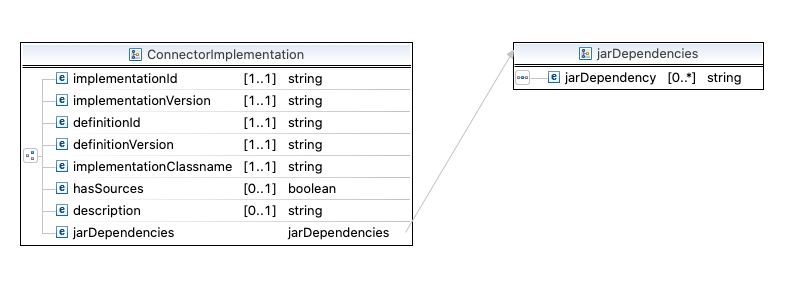 ConnectorImplementation
e implementationId [1..1] string
e implementationVersion [1..1] string
e definitionId [1..1] string
e definitionVersion [1..1] string
e implementationClassname [1..1] string
e hasSources [0..1] boolean
e description [0..1] string
e jarDependencies jarDependencies
jarDependencies
e jarDependency [0..*] string